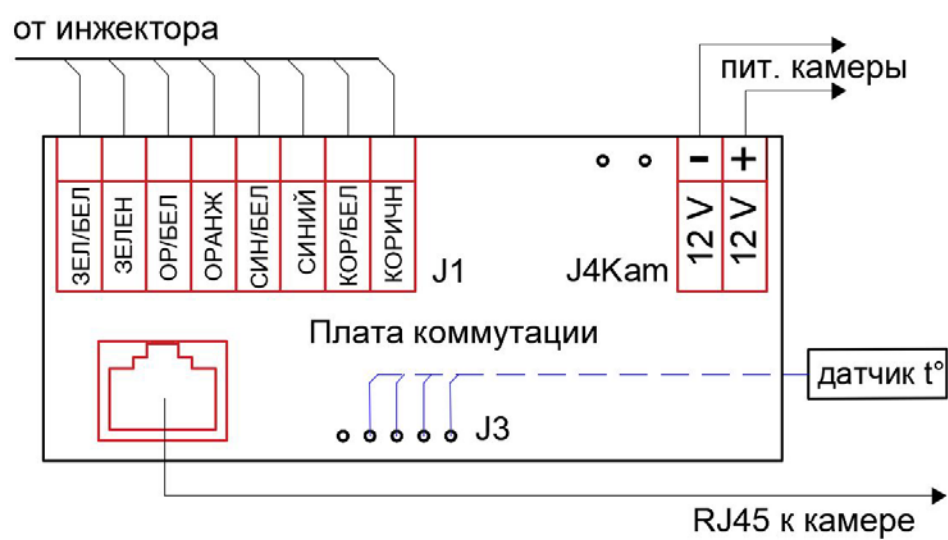 от инжектора
пит. камеры
- +
ЗЕЛ/БЕЛ
ЗЕЛЕН
ОР/БЕЛ
ОРАНЖ
СИН/БЕЛ
СИНИЙ
КОР/БЕЛ
КОРИЧН
J1
J4Kam
12 V
12 V
Плата коммутации
датчик t°
J3
RJ45 к камере